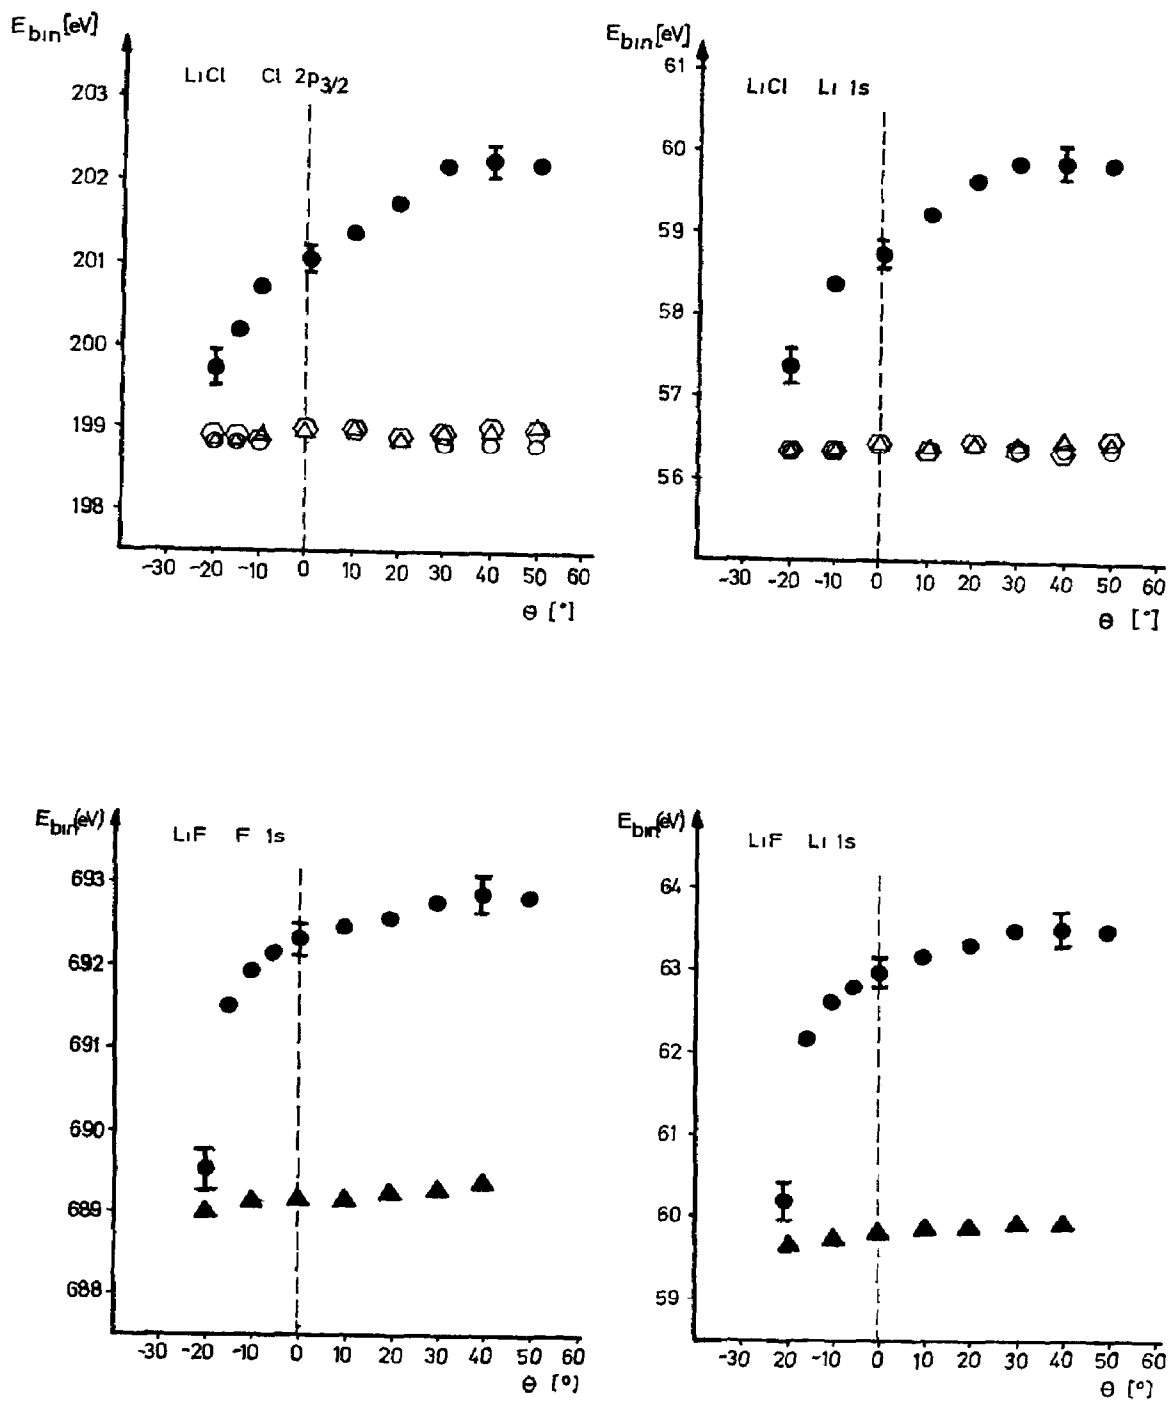 E_bin [eV]
LiCl Cl 2p3/2
203
202
201
200
199
198
-30 -20 -10 0 10 20 30 40 50 60
Θ [°]
E_bin [eV]
LiCl Li 1s
61
60
59
58
57
56
-30 -20 -10 0 10 20 30 40 50 60
Θ [°]
E_bin (eV)
LiF F 1s
693
692
691
690
689
688
-30 -20 -10 0 10 20 30 40 50 60
Θ [°]
E_bin (eV)
LiF Li 1s
64
63
62
61
60
59
-30 20 -10 0 10 20 30 40 50 60
Θ [°]